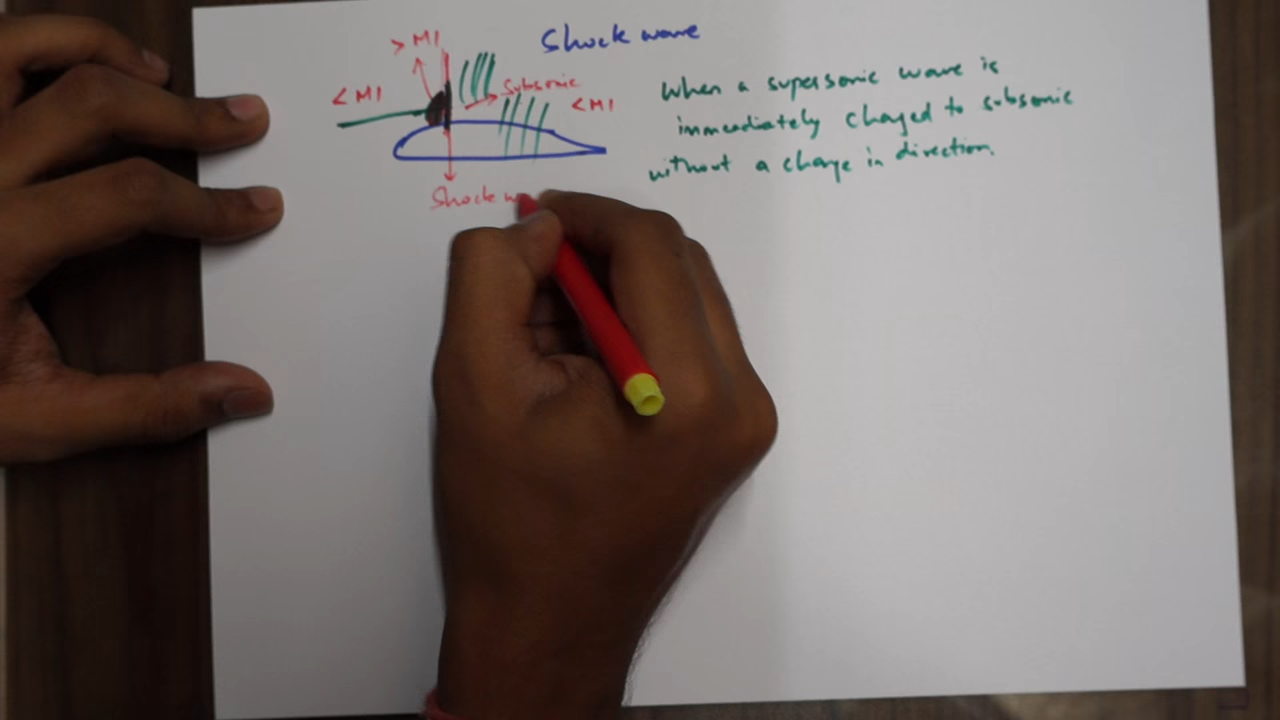 Shock wave
> M1
< M1
Subsonic
< M1
Shock w
When a supersonic wave is
immediately changed to subsonic
without a change in direction.